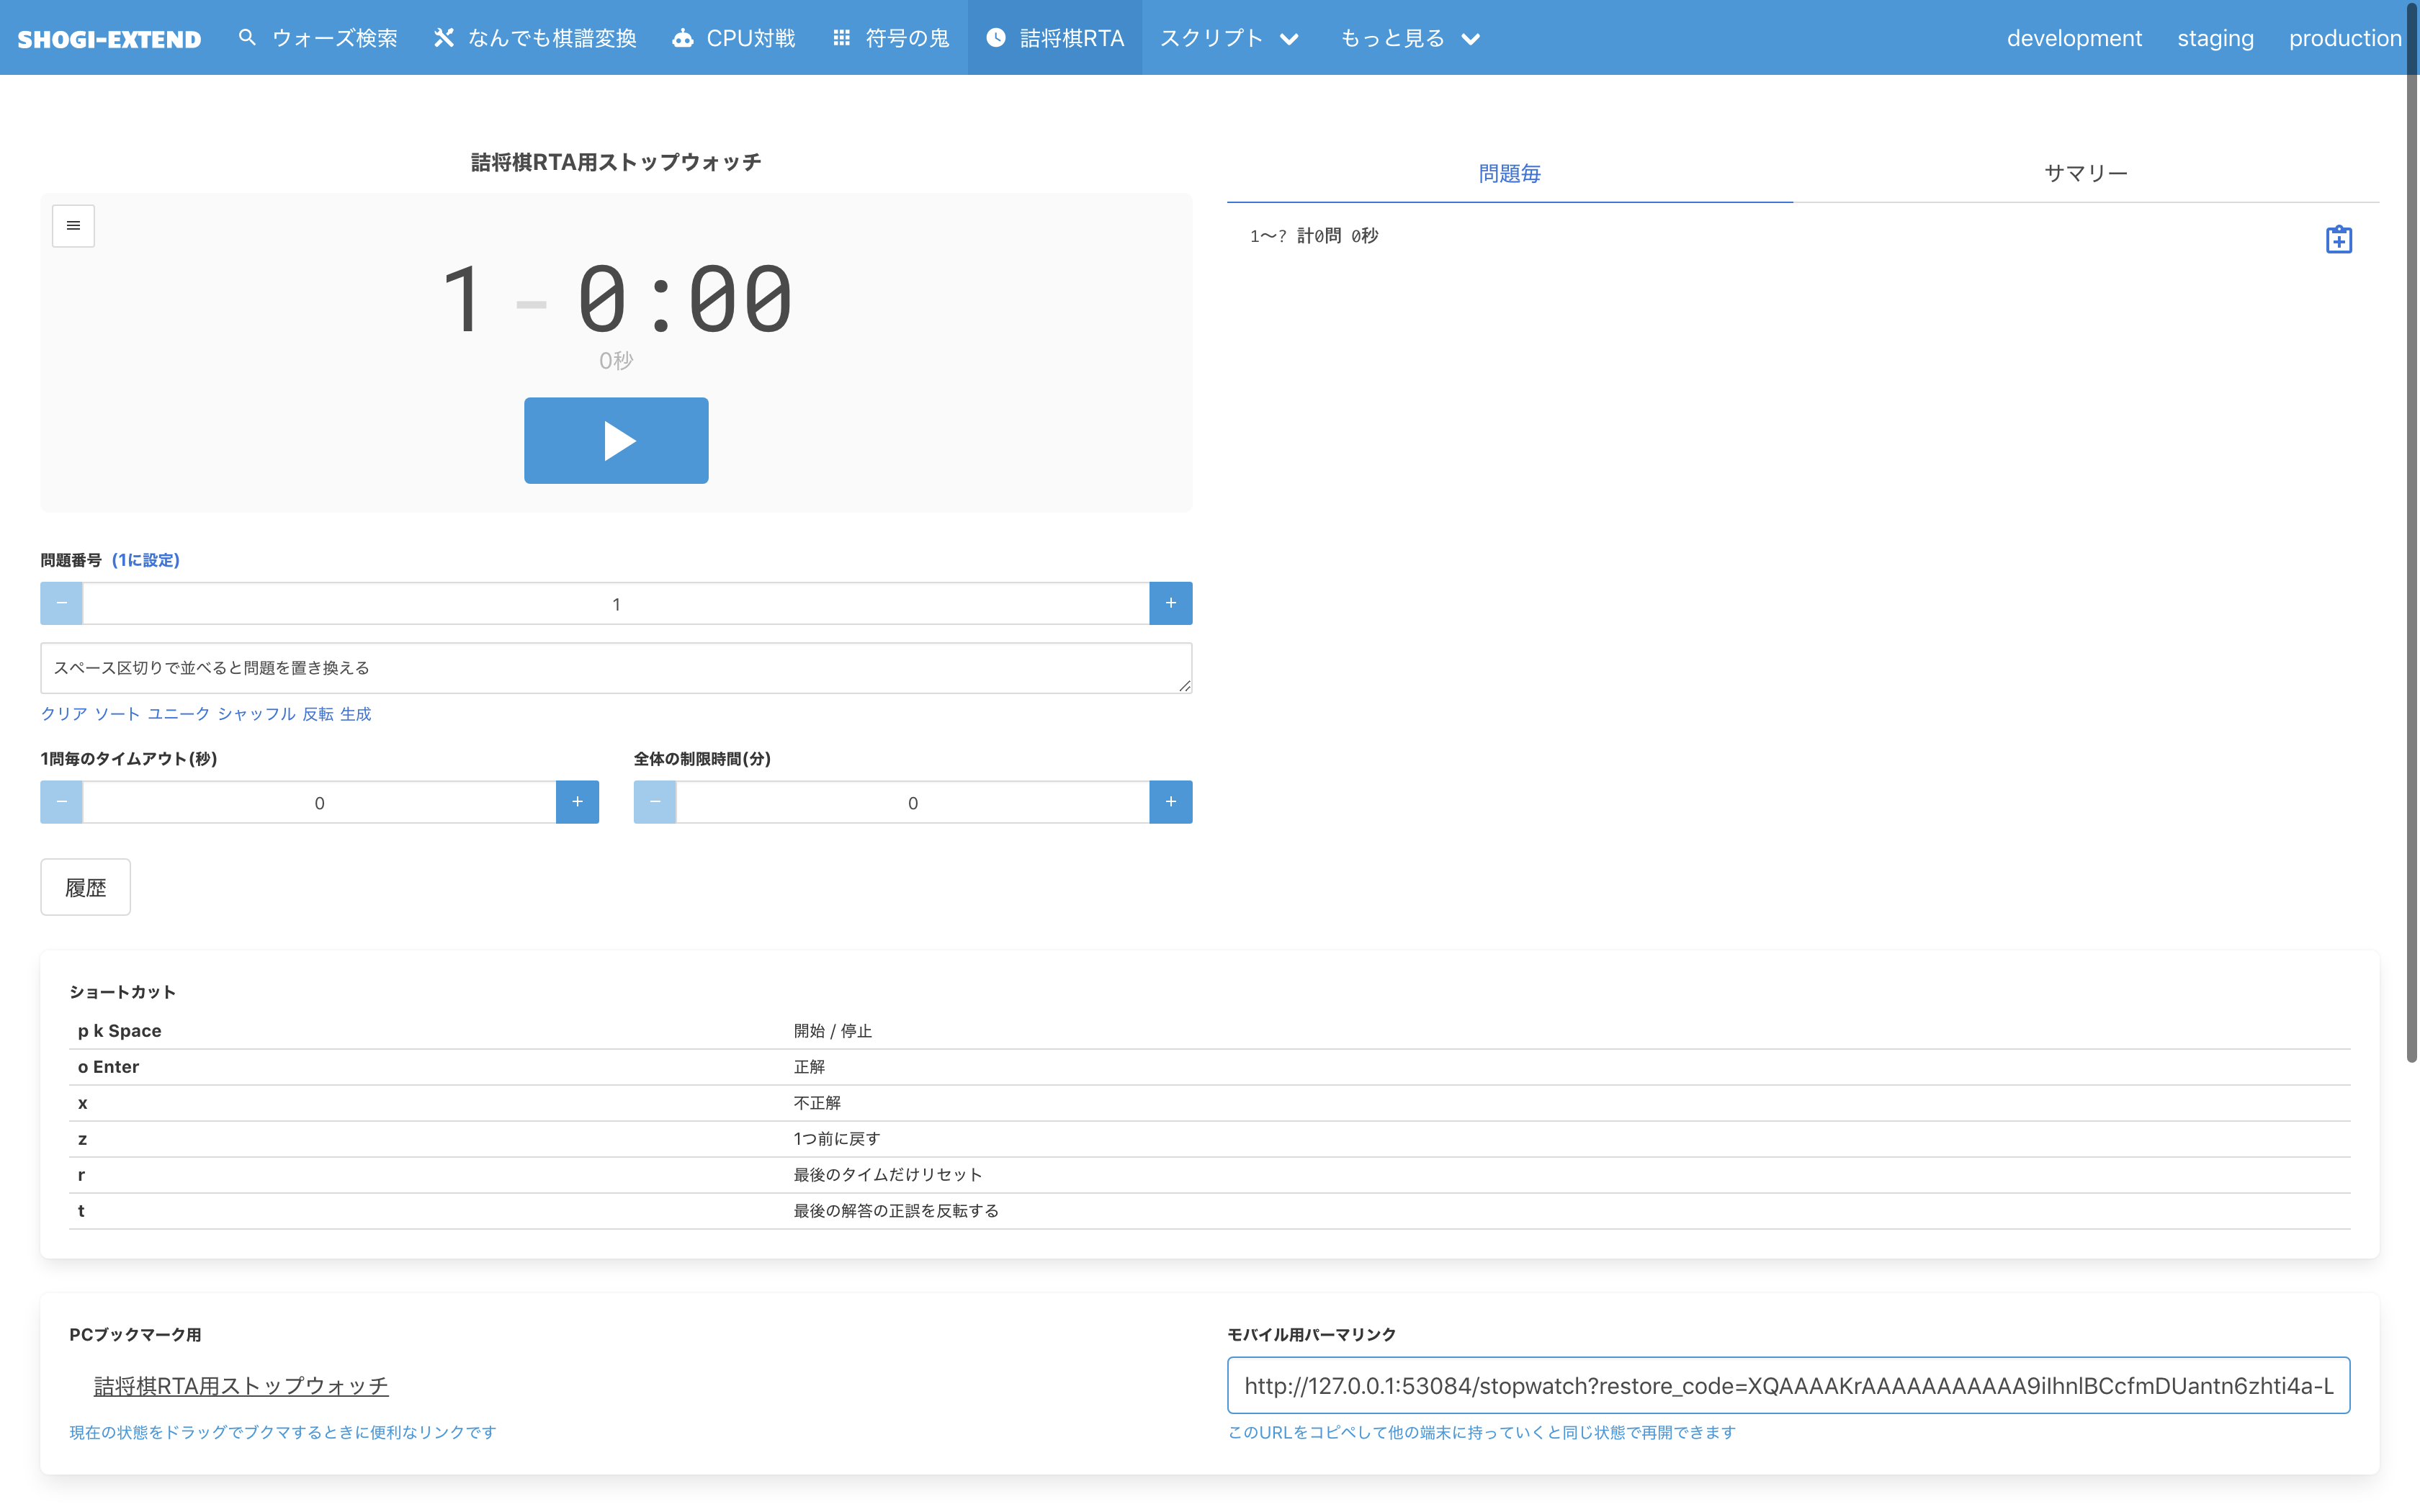 SHOGI-EXTEND ウォーズ検索 なんでも棋譜変換 CPU対戦 符号の鬼 詰将棋RTA スクリプト もっと見る development staging production
詰将棋RTA用ストップウォッチ
1 - 0:00
0秒
問題番号 (1に設定)
− 1 +
スペース区切りで並べると問題を置き換える
クリア ソート ユニーク シャッフル 反転 生成
1問毎のタイムアウト(秒)
− 0 +
全体の制限時間(分)
− 0 +
履歴
問題毎 サマリー
1〜? 計0問 0秒
ショートカット
p k Space 開始 / 停止
o Enter 正解
x 不正解
z 1つ前に戻す
r 最後のタイムだけリセット
t 最後の解答の正誤を反転する
PCブックマーク用
詰将棋RTA用ストップウォッチ
現在の状態をドラッグでブクマするときに便利なリンクです
モバイル用パーマリンク
http://127.0.0.1:53084/stopwatch?restore_code=XQAAAAKrAAAAAAAAAAA9iIhnlBCcfmDUantn6zhti4a-L
このURLをコピペして他の端末に持っていくと同じ状態で再開できます